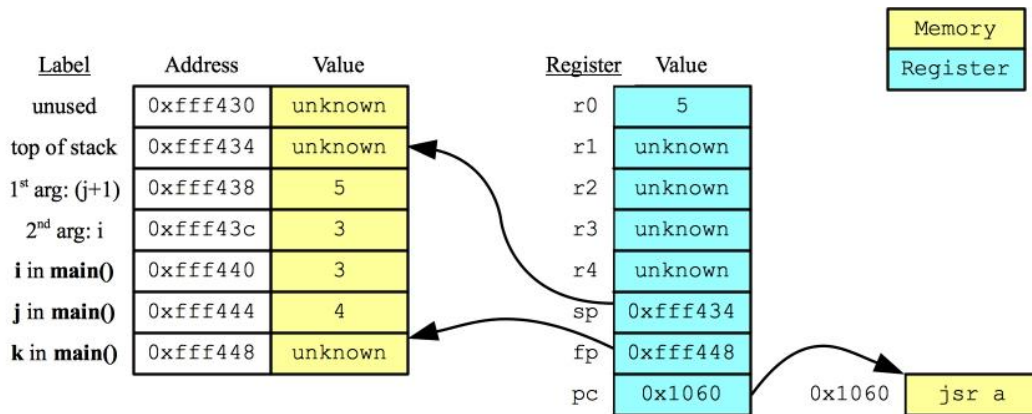 Memory
Register
Label Address Value Register Value
unused 0xfff430 unknown r0 5
top of stack 0xfff434 unknown r1 unknown
1st arg: (j+1) 0xfff438 5 r2 unknown
2nd arg: i 0xfff43c 3 r3 unknown
i in main() 0xfff440 3 r4 unknown
j in main() 0xfff444 4 sp 0xfff434
k in main() 0xfff448 unknown fp 0xfff448
pc 0x1060 0x1060 jsr a